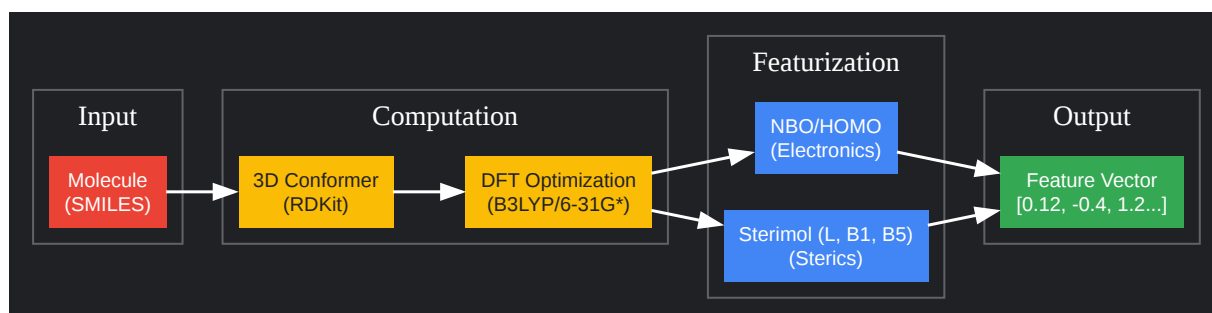 Input
Molecule
(SMILES)
Computation
3D Conformer
(RDKit)
DFT Optimization
(B3LYP/6-31G*)
Featurization
NBO/HOMO
(Electronics)
Sterimol (L, B1, B5)
(Sterics)
Output
Feature Vector
[0.12, -0.4, 1.2...]